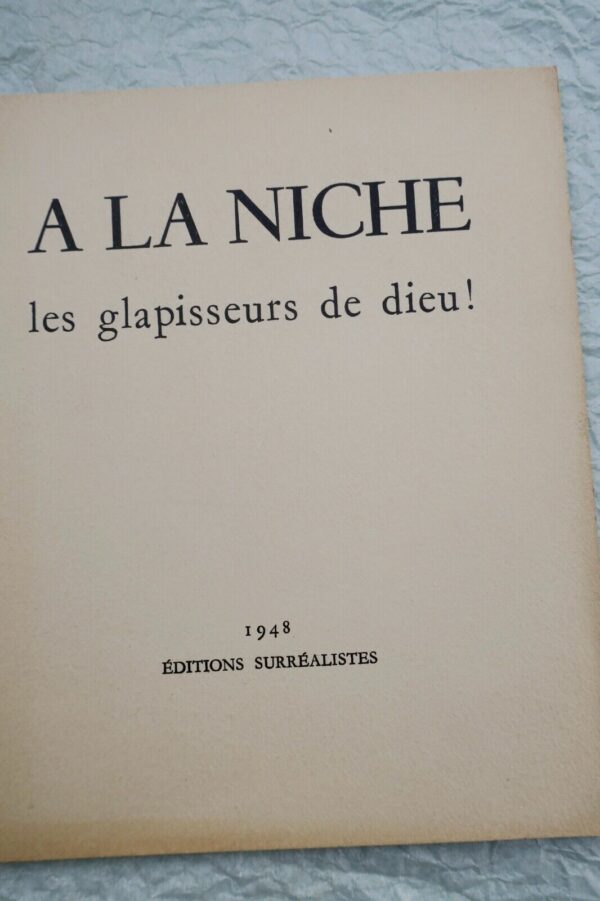 A LA NICHE
les glapisseurs de dieu!
1948
ÉDITIONS SURRÉALISTES